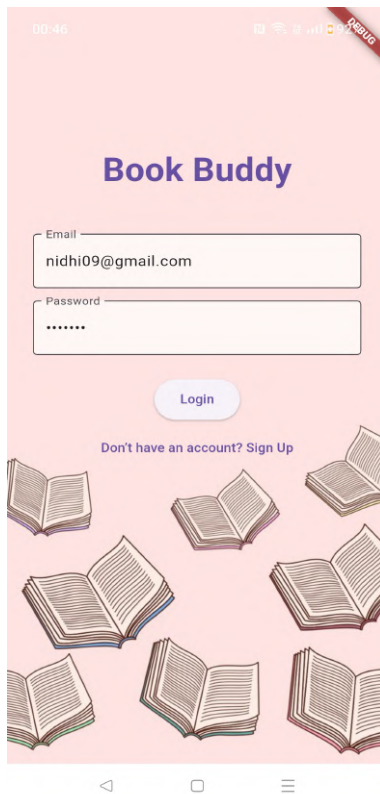 00:46
DEBUG
Book Buddy
Email
nidhi09@gmail.com
Password
•••••••
Login
Don't have an account? Sign Up